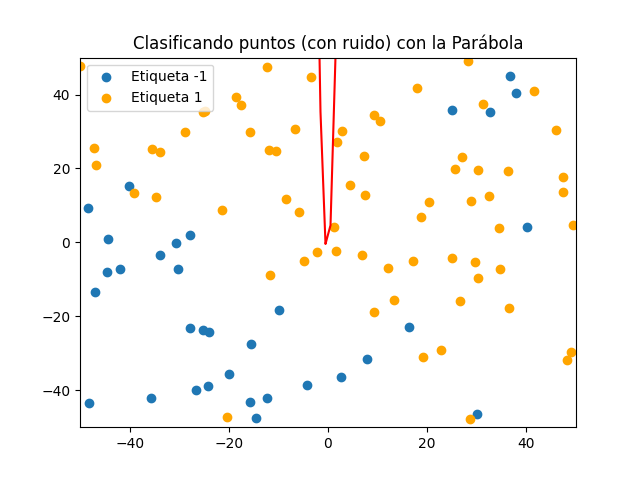 Clasificando puntos (con ruido) con la Parábola
Etiqueta -1
Etiqueta 1
40
20
0
−20
−40
−40 −20 0 20 40